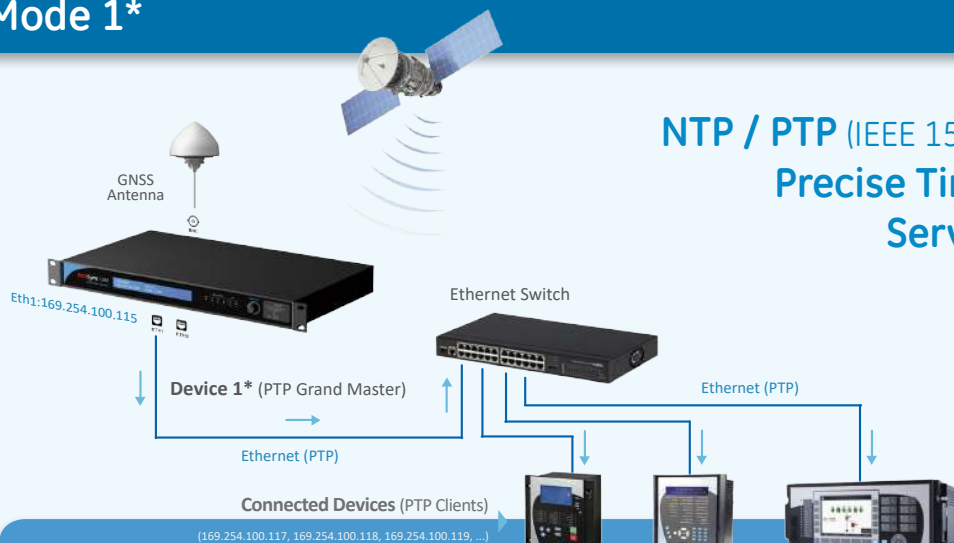 Mode 1*
NTP / PTP (IEEE 15
Precise Tir
Serv
GNSS
Antenna
Eth1:169.254.100.115
ETH1
Ethernet Switch
Device 1* (PTP Grand Master)
Ethernet (PTP)
Ethernet (PTP)
Connected Devices (PTP Clients)
(169.254.100.117, 169.254.100.118, 169.254.100.119, ...)